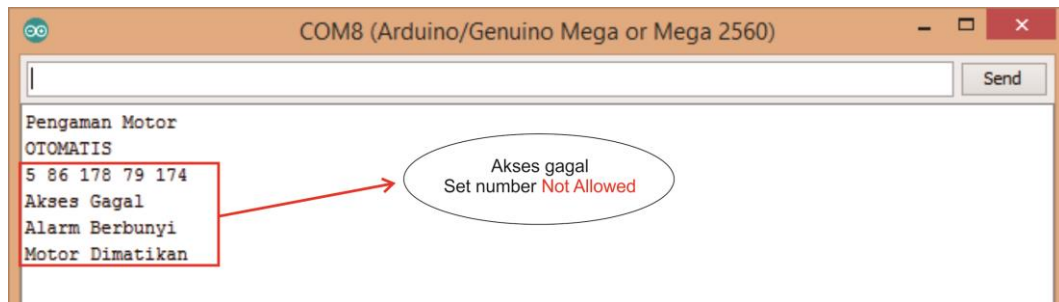 COM8 (Arduino/Genuino Mega or Mega 2560)
Send
Pengaman Motor
OTOMATIS
5 86 178 79 174
Akses Gagal
Alarm Berbunyi
Motor Dimatikan
Akses gagal
Set number Not Allowed